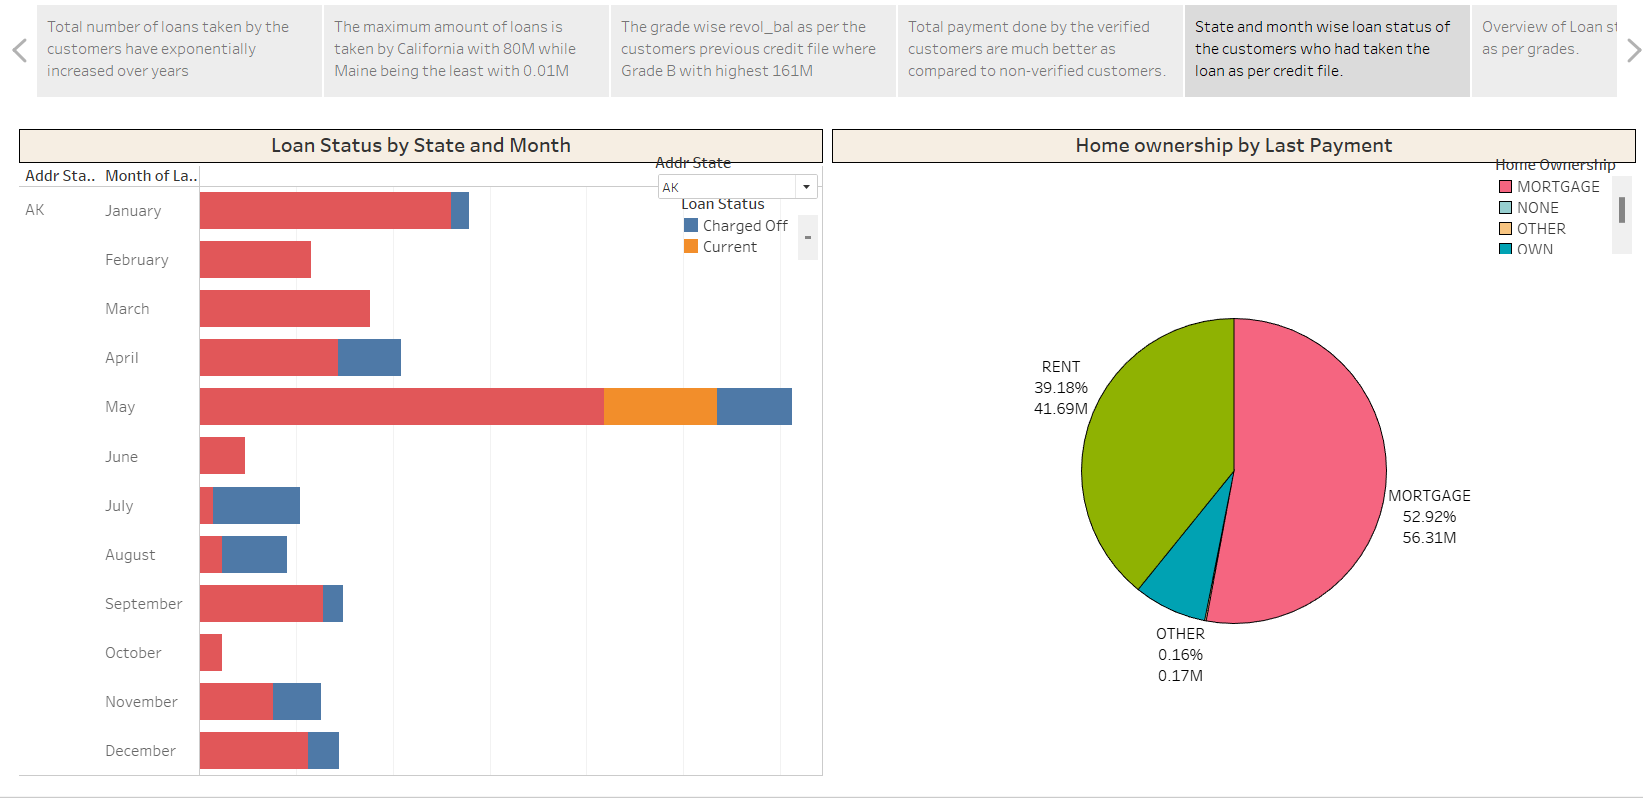 Total number of loans taken by the
customers have exponentially
increased over years
The maximum amount of loans is
taken by California with 80M while
Maine being the least with 0.01M
The grade wise revol_bal as per the
customers previous credit file where
Grade B with highest 161M
Total payment done by the verified
customers are much better as
compared to non-verified customers.
State and month wise loan status of
the customers who had taken the
loan as per credit file.
Overview of Loan st
as per grades.
Loan Status by State and Month
Addr Sta.. Month of La..
Addr State
AK
Loan Status
Charged Off
Current
AK
January
February
March
April
May
June
July
August
September
October
November
December
Home ownership by Last Payment
Home Ownership
MORTGAGE
NONE
OTHER
OWN
RENT
39.18%
41.69M
MORTGAGE
52.92%
56.31M
OTHER
0.16%
0.17M